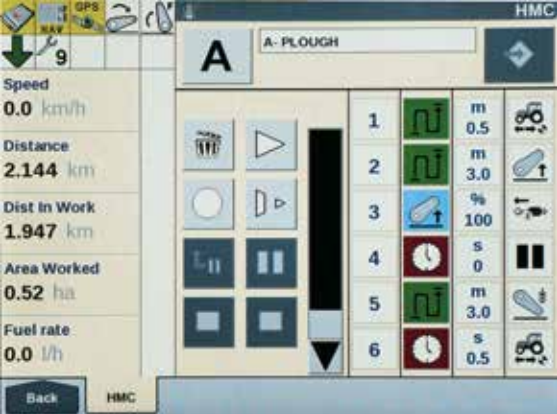 GPS
NAV
HMC
9
A
A- PLOUGH
Speed
0.0 km/h
Distance
2.144 km
Dist In Work
1.947 km
Area Worked
0.52 ha
Fuel rate
0.0 l/h
1
m
0.5
2
m
3.0
3
%
100
4
s
0
5
m
3.0
6
s
0.5
Back
HMC